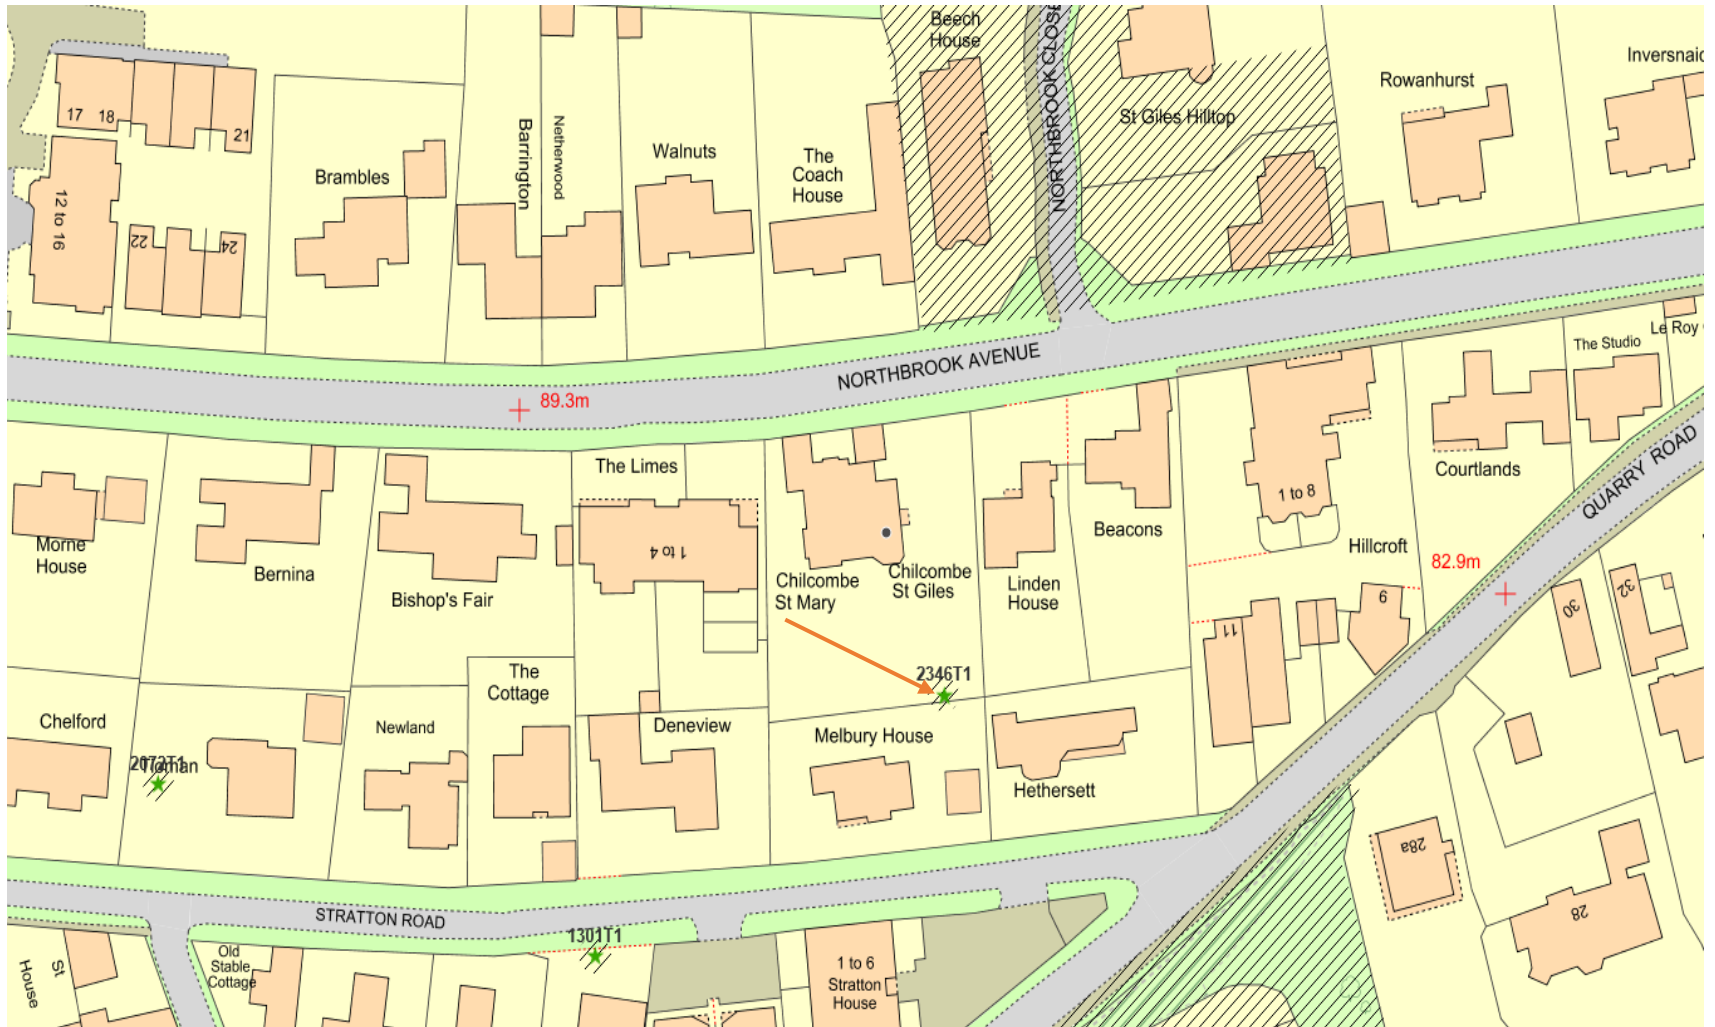 Beech
House
NORTHBROOK CLOSE
Inversnaid
Rowanhurst
17
18
21
St Giles Hilltop
Barrington
Netherwood
Walnuts
The
Coach
House
Brambles
12 to 16
22
24
Le Roy
The Studio
NORTHBROOK AVENUE
89.3m
QUARRY ROAD
The Limes
Courtlands
1 to 8
Beacons
Morne
House
1 to 4
Hillcroft
82.9m
Bernina
Chilcombe
St Mary
Chilcombe
St Giles
Linden
House
Bishop's Fair
9
11
30
32
The
Cottage
2346T1
Chelford
Newland
Deneview
Melbury House
2072T1
Hethersett
28a
28
STRATTON ROAD
1301T1
Old
Stable
Cottage
St
House
1 to 6
Stratton
House